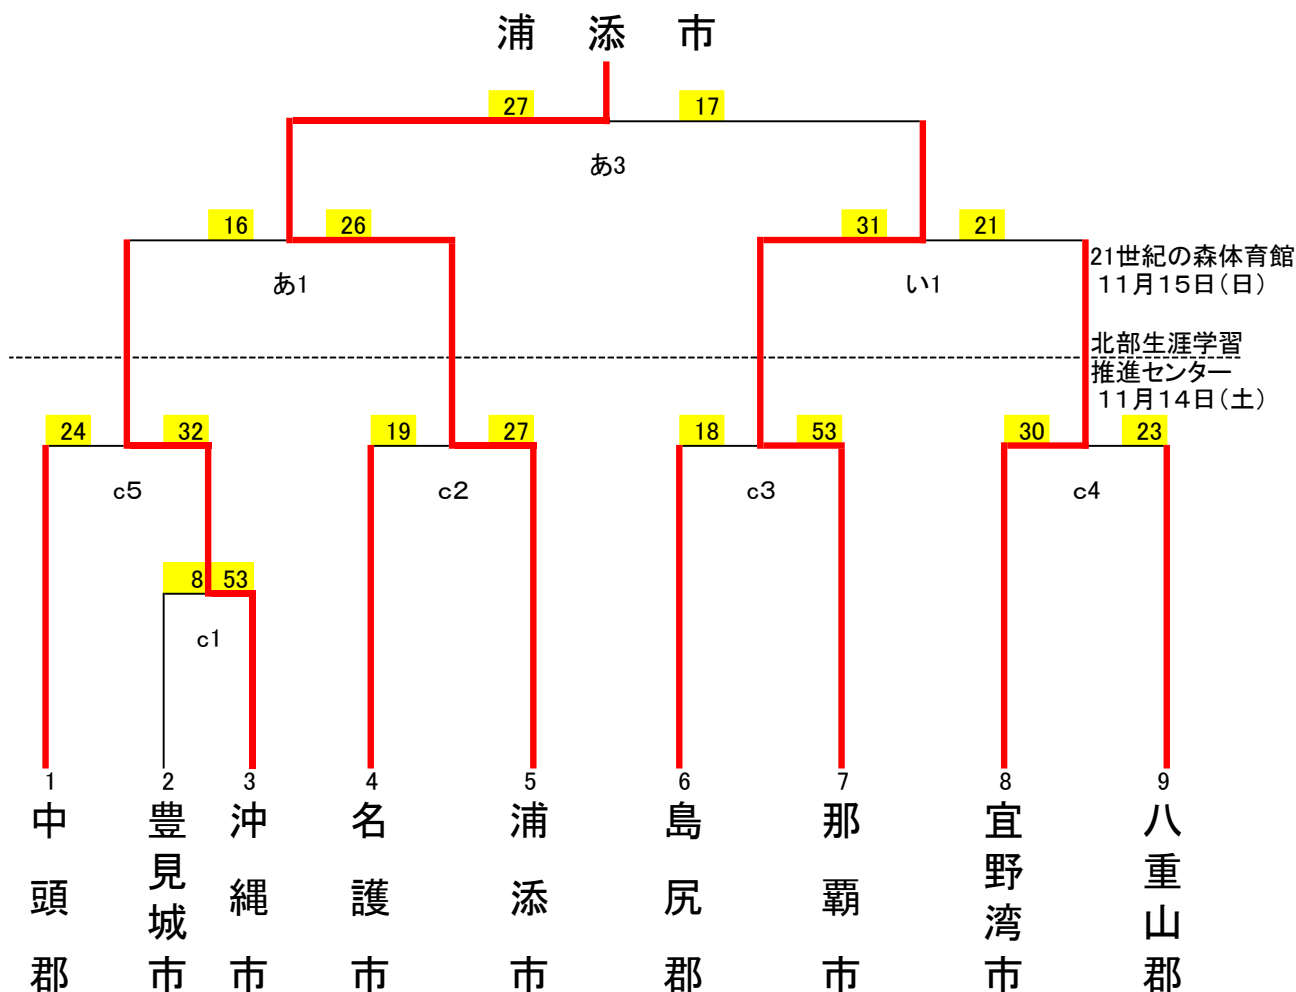 浦添市
27 17
あ3
16 26 31 21
あ1 い1
21世紀の森体育館
11月15日(日)
北部生涯学習
推進センター
11月14日(土)
24 32 19 27 18 53 30 23
c5 c2 c3 c4
8 53
c1
1 2 3 4 5 6 7 8 9
中頭郡
豊見城市
沖縄市
名護市
浦添市
島尻郡
那覇市
宜野湾市
八重山郡